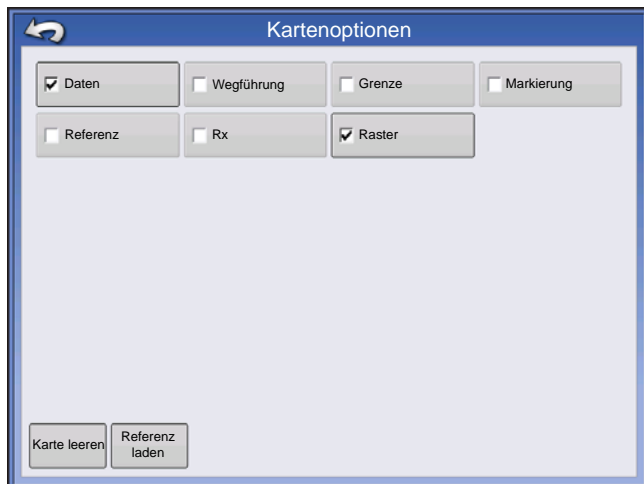 Kartenoptionen
Daten
Wegführung
Grenze
Markierung
Referenz
Rx
Raster
Karte leeren
Referenz
laden